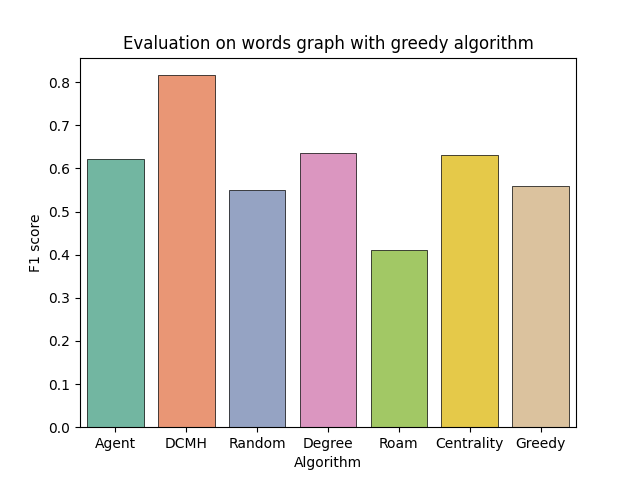 Evaluation on words graph with greedy algorithm
F1 score
0.8
0.7
0.6
0.5
0.4
0.3
0.2
0.1
0.0
Agent DCMH Random Degree Roam Centrality Greedy
Algorithm